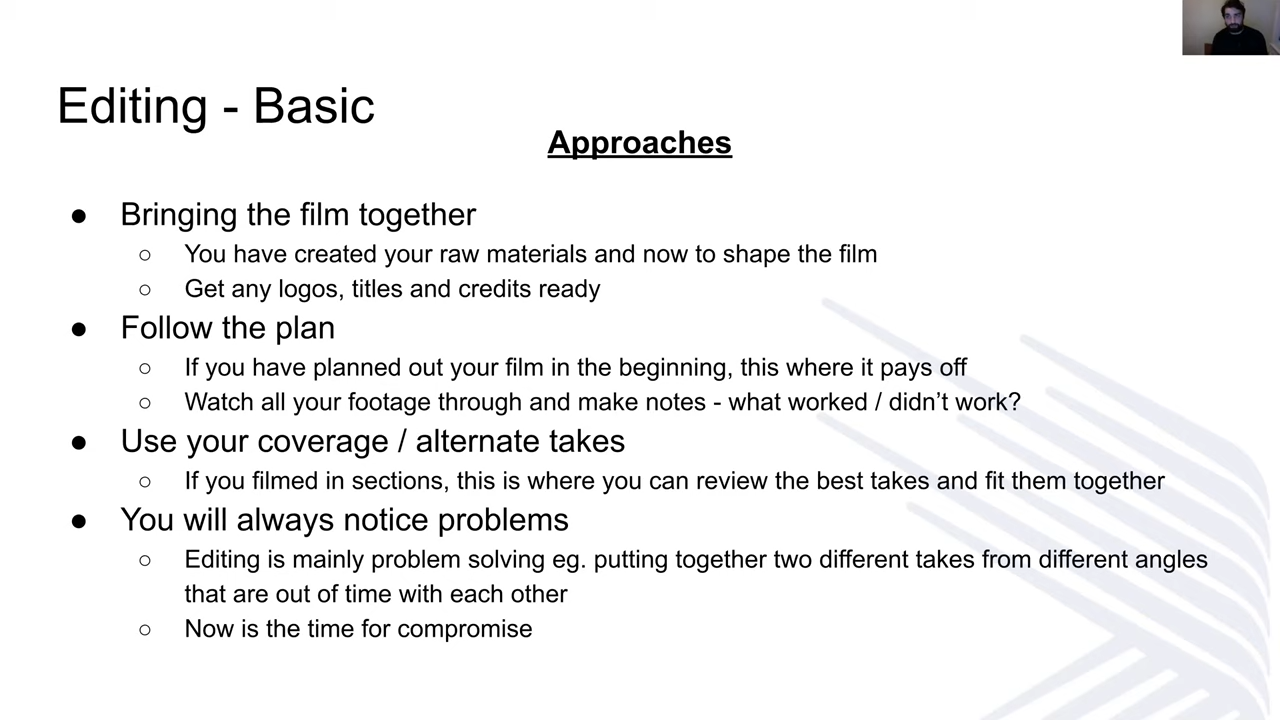 Editing - Basic
Approaches
● Bringing the film together
○ You have created your raw materials and now to shape the film
○ Get any logos, titles and credits ready
● Follow the plan
○ If you have planned out your film in the beginning, this where it pays off
○ Watch all your footage through and make notes - what worked / didn’t work?
● Use your coverage / alternate takes
○ If you filmed in sections, this is where you can review the best takes and fit them together
● You will always notice problems
○ Editing is mainly problem solving eg. putting together two different takes from different angles
that are out of time with each other
○ Now is the time for compromise